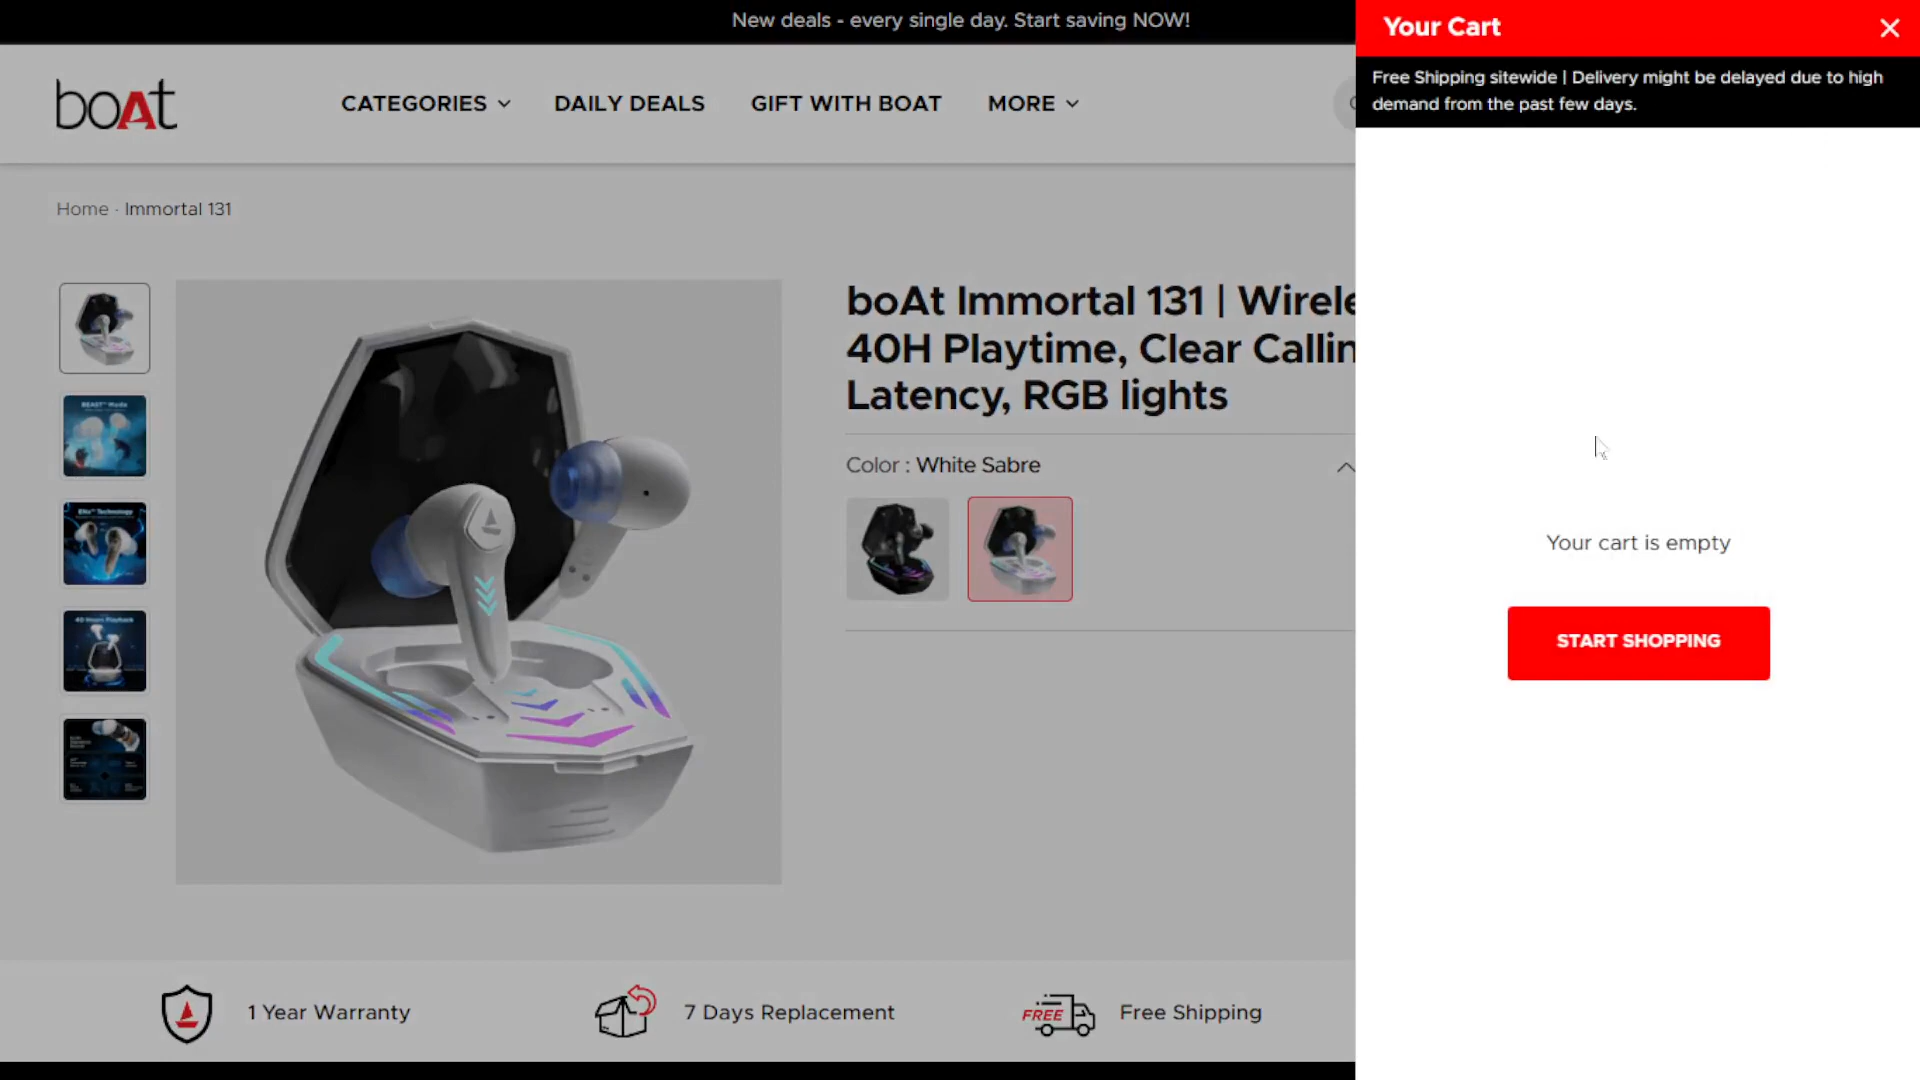 New deals - every single day. Start saving NOW!
boAt
CATEGORIES
DAILY DEALS
GIFT WITH BOAT
MORE
Home · Immortal 131
boAt Immortal 131 | Wirele
40H Playtime, Clear Callin
Latency, RGB lights
Color : White Sabre
1 Year Warranty
7 Days Replacement
FREE
Free Shipping
Your Cart
Free Shipping sitewide | Delivery might be delayed due to high
demand from the past few days.
Your cart is empty
START SHOPPING